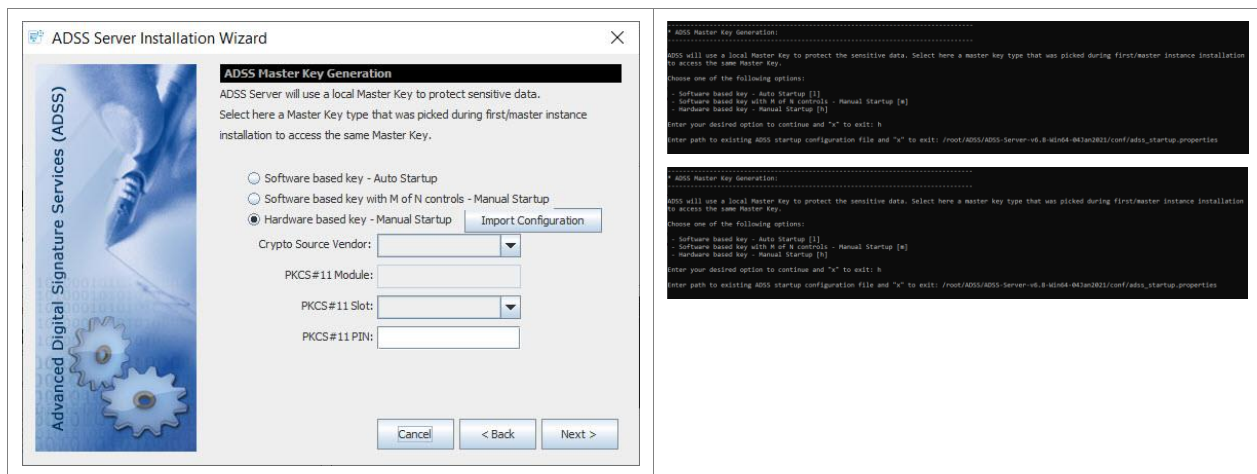 ADSS Server Installation Wizard
Advanced Digital Signature Services (ADSS)
ADSS Master Key Generation
ADSS Server will use a local Master Key to protect sensitive data.
Select here a Master Key type that was picked during first/master instance
installation to access the same Master Key.
Software based key - Auto Startup
Software based key with M of N controls - Manual Startup
Hardware based key - Manual Startup
Import Configuration
Crypto Source Vendor:
PKCS#11 Module:
PKCS#11 Slot:
PKCS#11 PIN:
Cancel
< Back
Next >
* ADSS Master Key Generation:
ADSS will use a local Master Key to protect the sensitive data. Select here a master key type that was picked during first/master instance installation
to access the same Master Key.
Choose one of the following options:
- Software based key - Auto Startup [l]
- Software based key with M of N controls - Manual Startup [m]
- Hardware based key - Manual Startup [h]
Enter your desired option to continue and "x" to exit: h
Enter path to existing ADSS startup configuration file and "x" to exit: /root/ADSS/ADSS-Server-v6.8-Win64-04Jan2021/conf/adss_startup.properties
* ADSS Master Key Generation:
ADSS will use a local Master Key to protect the sensitive data. Select here a master key type that was picked during first/master instance installation
to access the same Master Key.
Choose one of the following options:
- Software based key - Auto Startup [l]
- Software based key with M of N controls - Manual Startup [m]
- Hardware based key - Manual Startup [h]
Enter your desired option to continue and "x" to exit: h
Enter path to existing ADSS startup configuration file and "x" to exit: /root/ADSS/ADSS-Server-v6.8-Win64-04Jan2021/conf/adss_startup.properties